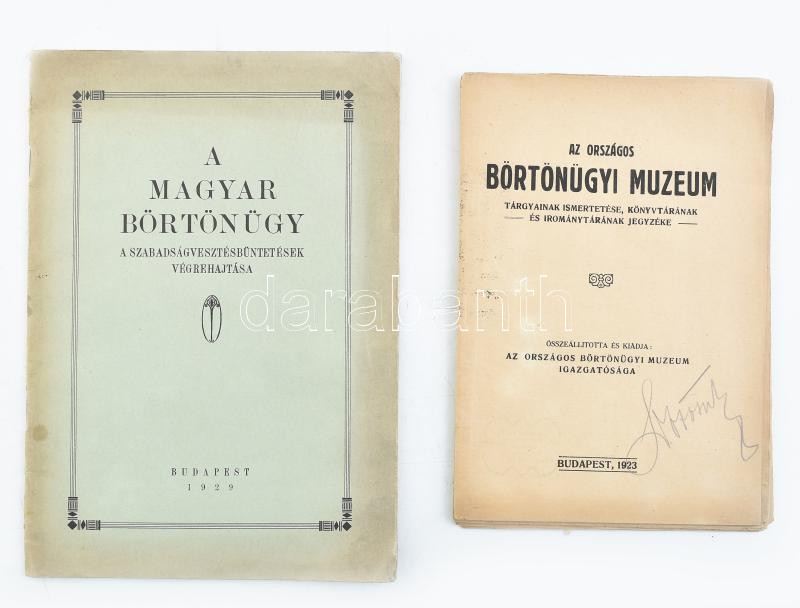 A
MAGYAR
BÖRTÖNÜGY
A SZABADSÁGVESZTÉSBÜNTETÉSEK
VÉGREHAJTÁSA
BUDAPEST
1929
AZ ORSZÁGOS
BÖRTÖNÜGYI MUZEUM
TÁRGYAINAK ISMERTETÉSE, KÖNYVTÁRÁNAK
ÉS IROMÁNYTÁRÁNAK JEGYZÉKE
ÖSSZEÁLLITOTTA ÉS KIADJA:
AZ ORSZÁGOS BÖRTÖNÜGYI MUZEUM
IGAZGATÓSÁGA
BUDAPEST, 1923
darabanth